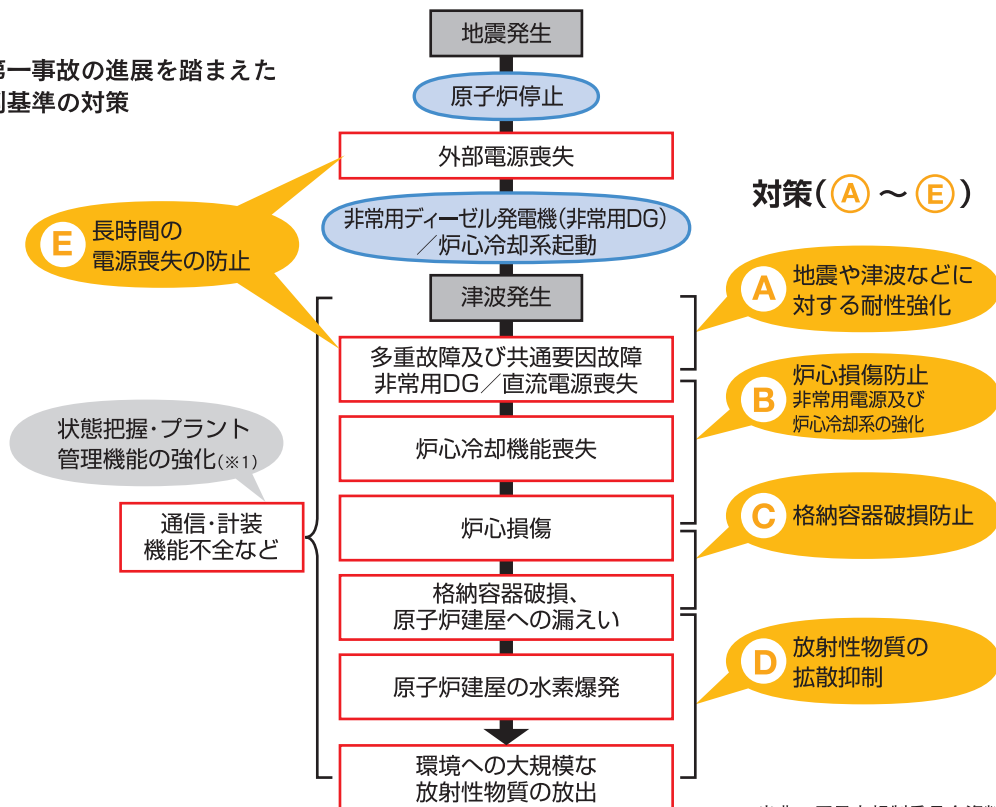 第一事故の進展を踏まえた
基準の対策
地震発生
原子炉停止
外部電源喪失
非常用ディーゼル発電機(非常用DG)
／炉心冷却系起動
津波発生
多重故障及び共通要因故障
非常用DG／直流電源喪失
炉心冷却機能喪失
炉心損傷
格納容器破損、
原子炉建屋への漏えい
原子炉建屋の水素爆発
環境への大規模な
放射性物質の放出
E
長時間の
電源喪失の防止
状態把握・プラント
管理機能の強化(※1)
通信・計装
機能不全など
対策(A ～ E)
A
地震や津波などに
対する耐性強化
B
炉心損傷防止
非常用電源及び
炉心冷却系の強化
C
格納容器破損防止
D
放射性物質の
拡散抑制